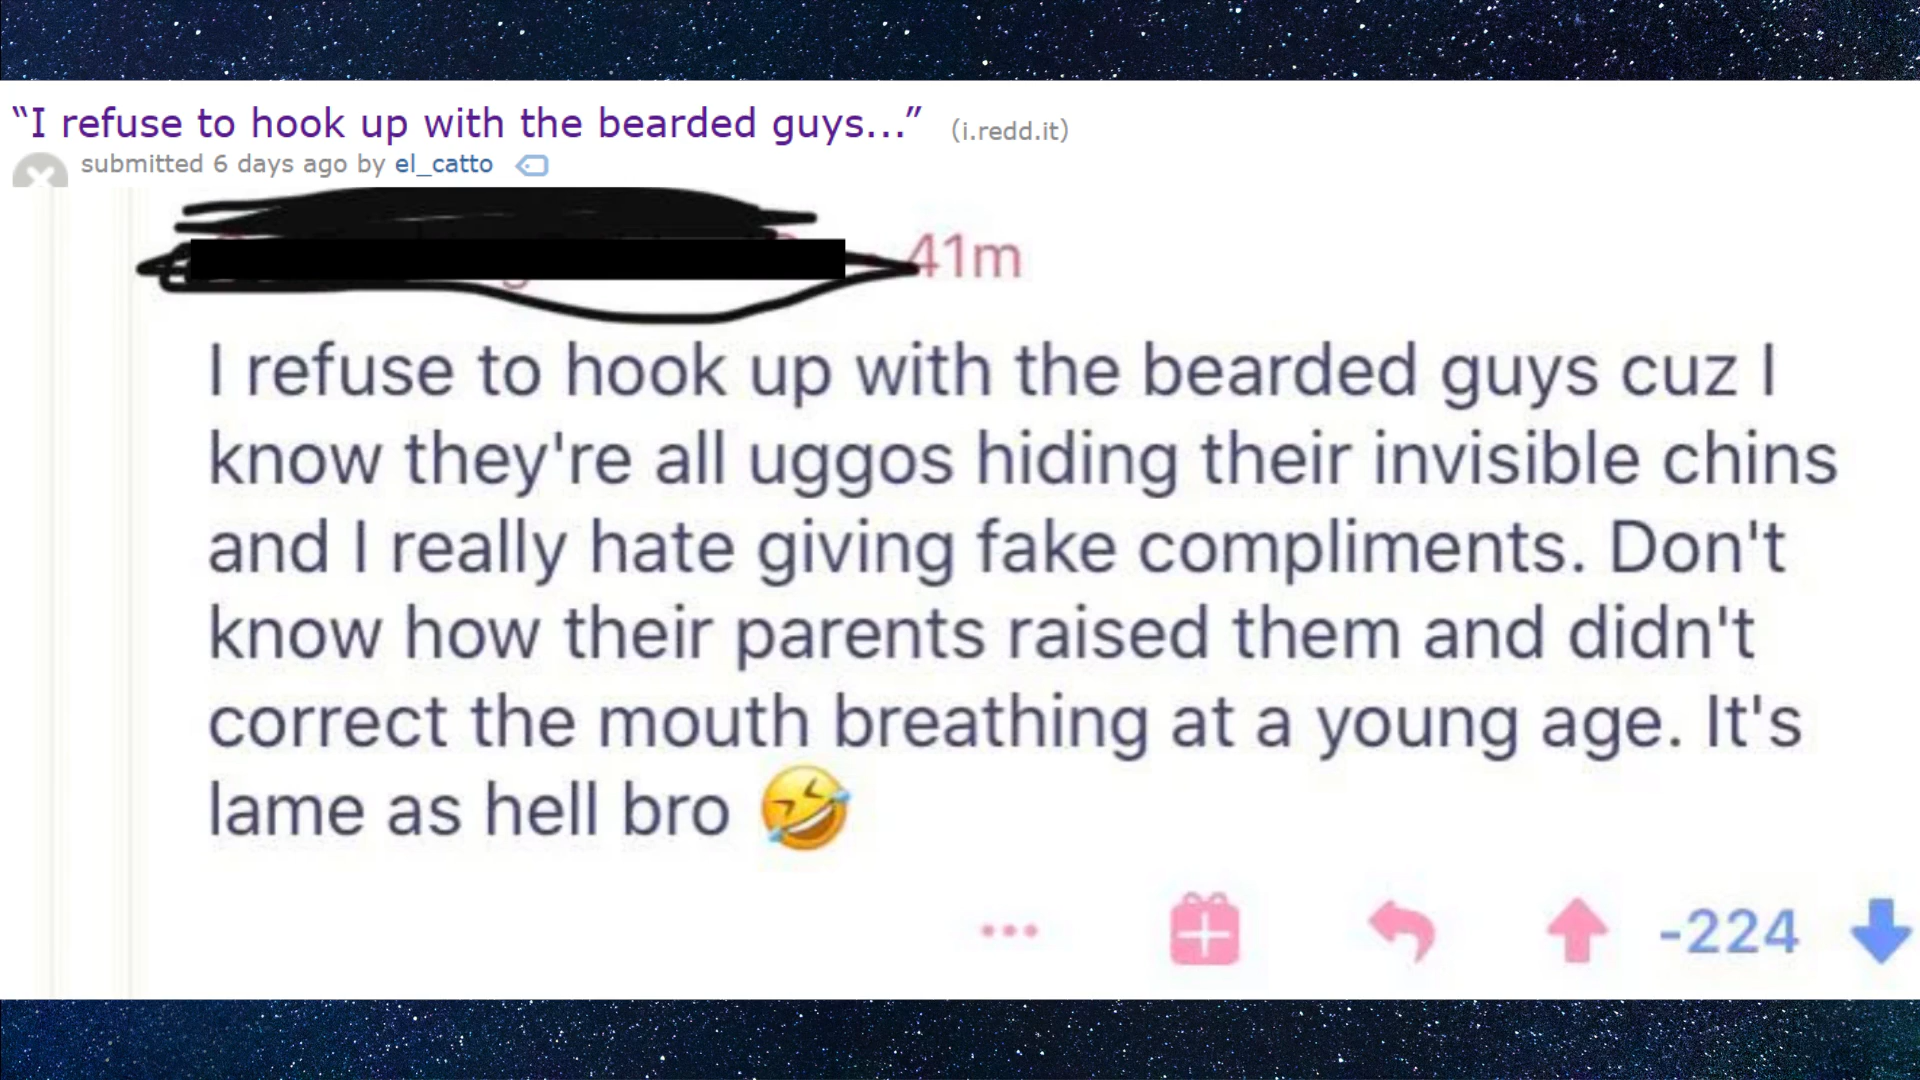 “I refuse to hook up with the bearded guys...” (i.redd.it)
submitted 6 days ago by el_catto
41m
I refuse to hook up with the bearded guys cuz I
know they're all uggos hiding their invisible chins
and I really hate giving fake compliments. Don't
know how their parents raised them and didn't
correct the mouth breathing at a young age. It's
lame as hell bro 🤣
-224